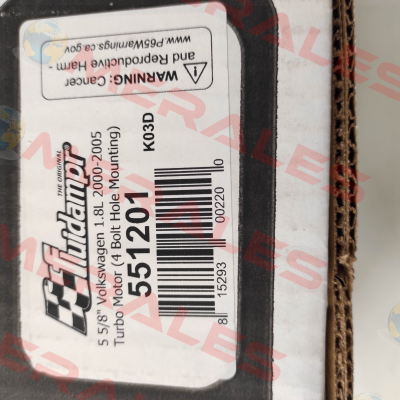 THE ORIGINAL
fluidampr®
5 5/8" Volkswagen 1.8L 2000-2005
Turbo Motor (4 Bolt Hole Mounting)
551201
K03D
8 15293 00220 0
WARNING: Cancer
and Reproductive Harm -
www.P65Warnings.ca.gov